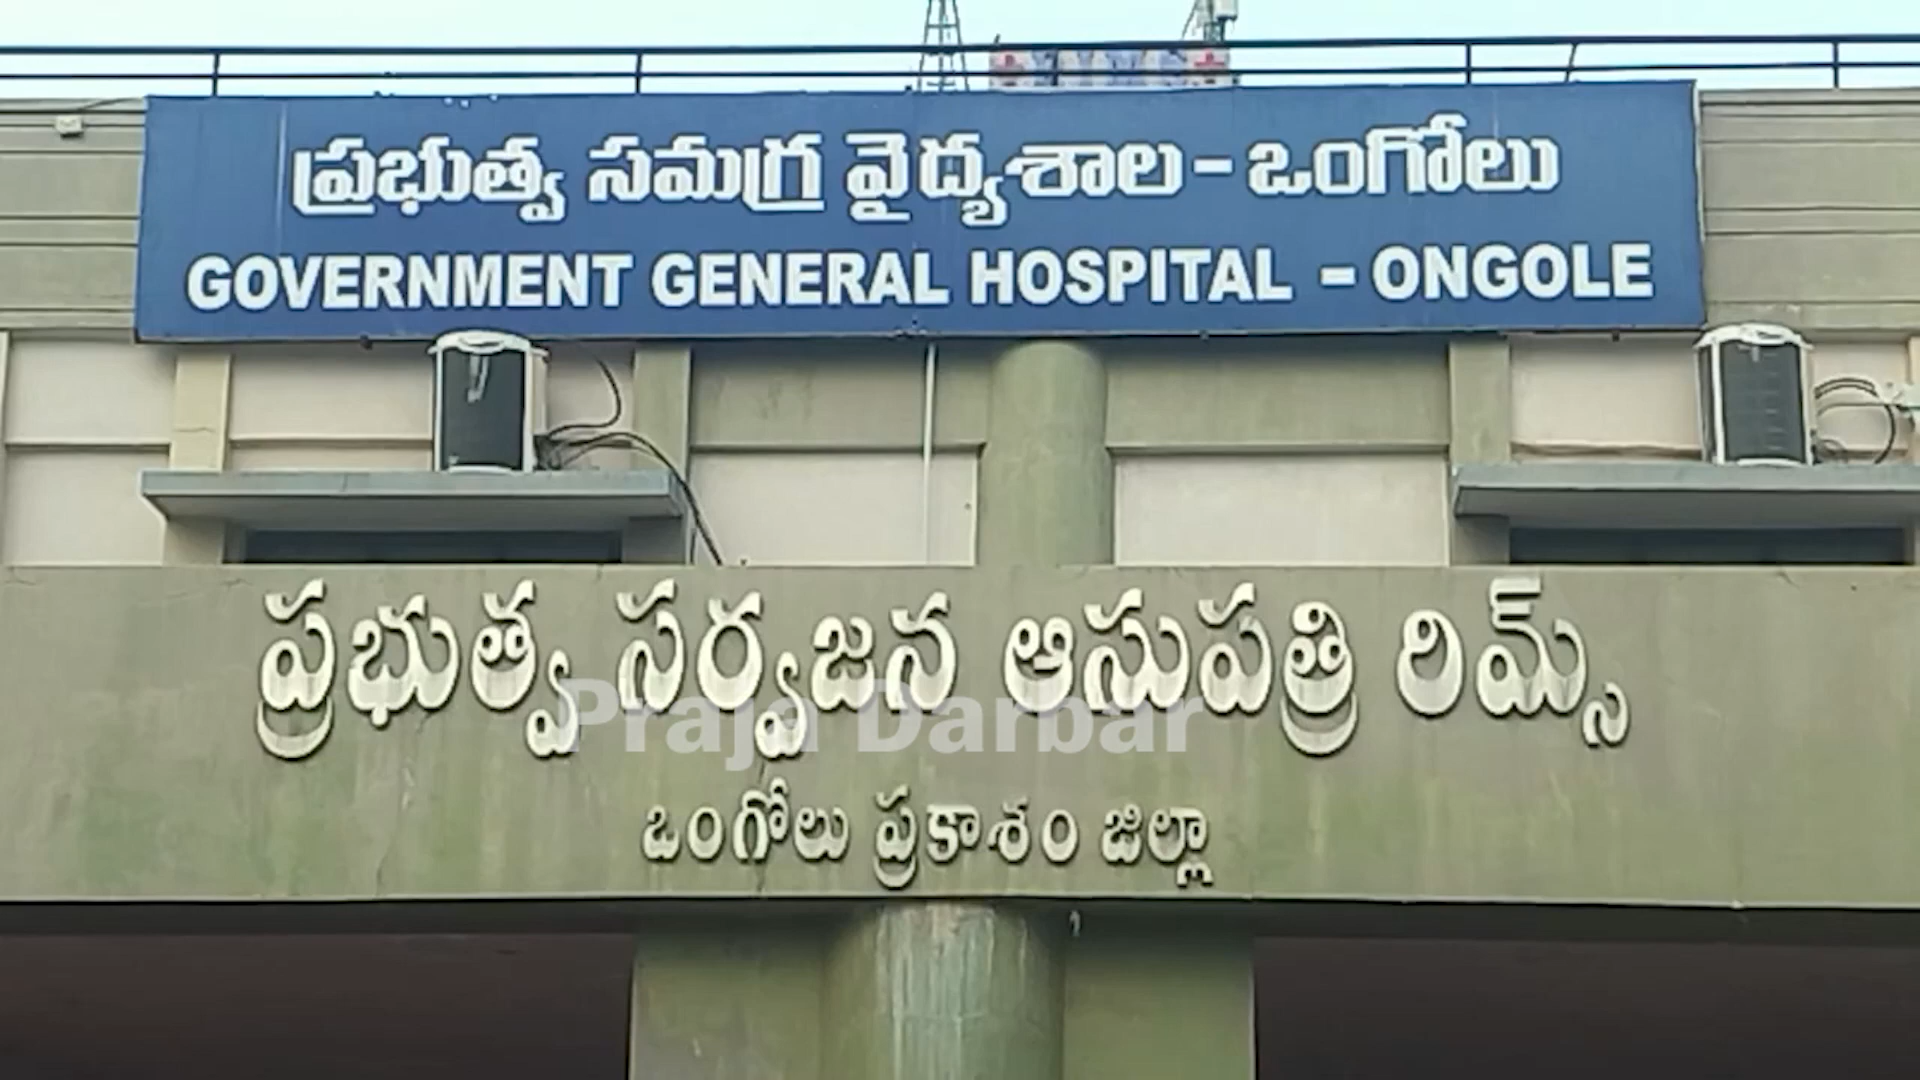 ప్రభుత్వ సమగ్ర వైద్యశాల - ఒంగోలు
GOVERNMENT GENERAL HOSPITAL - ONGOLE
ప్రభుత్వ సర్వజన ఆసుపత్రి రిమ్స్
Praja Darbar
ఒంగోలు ప్రకాశం జిల్లా